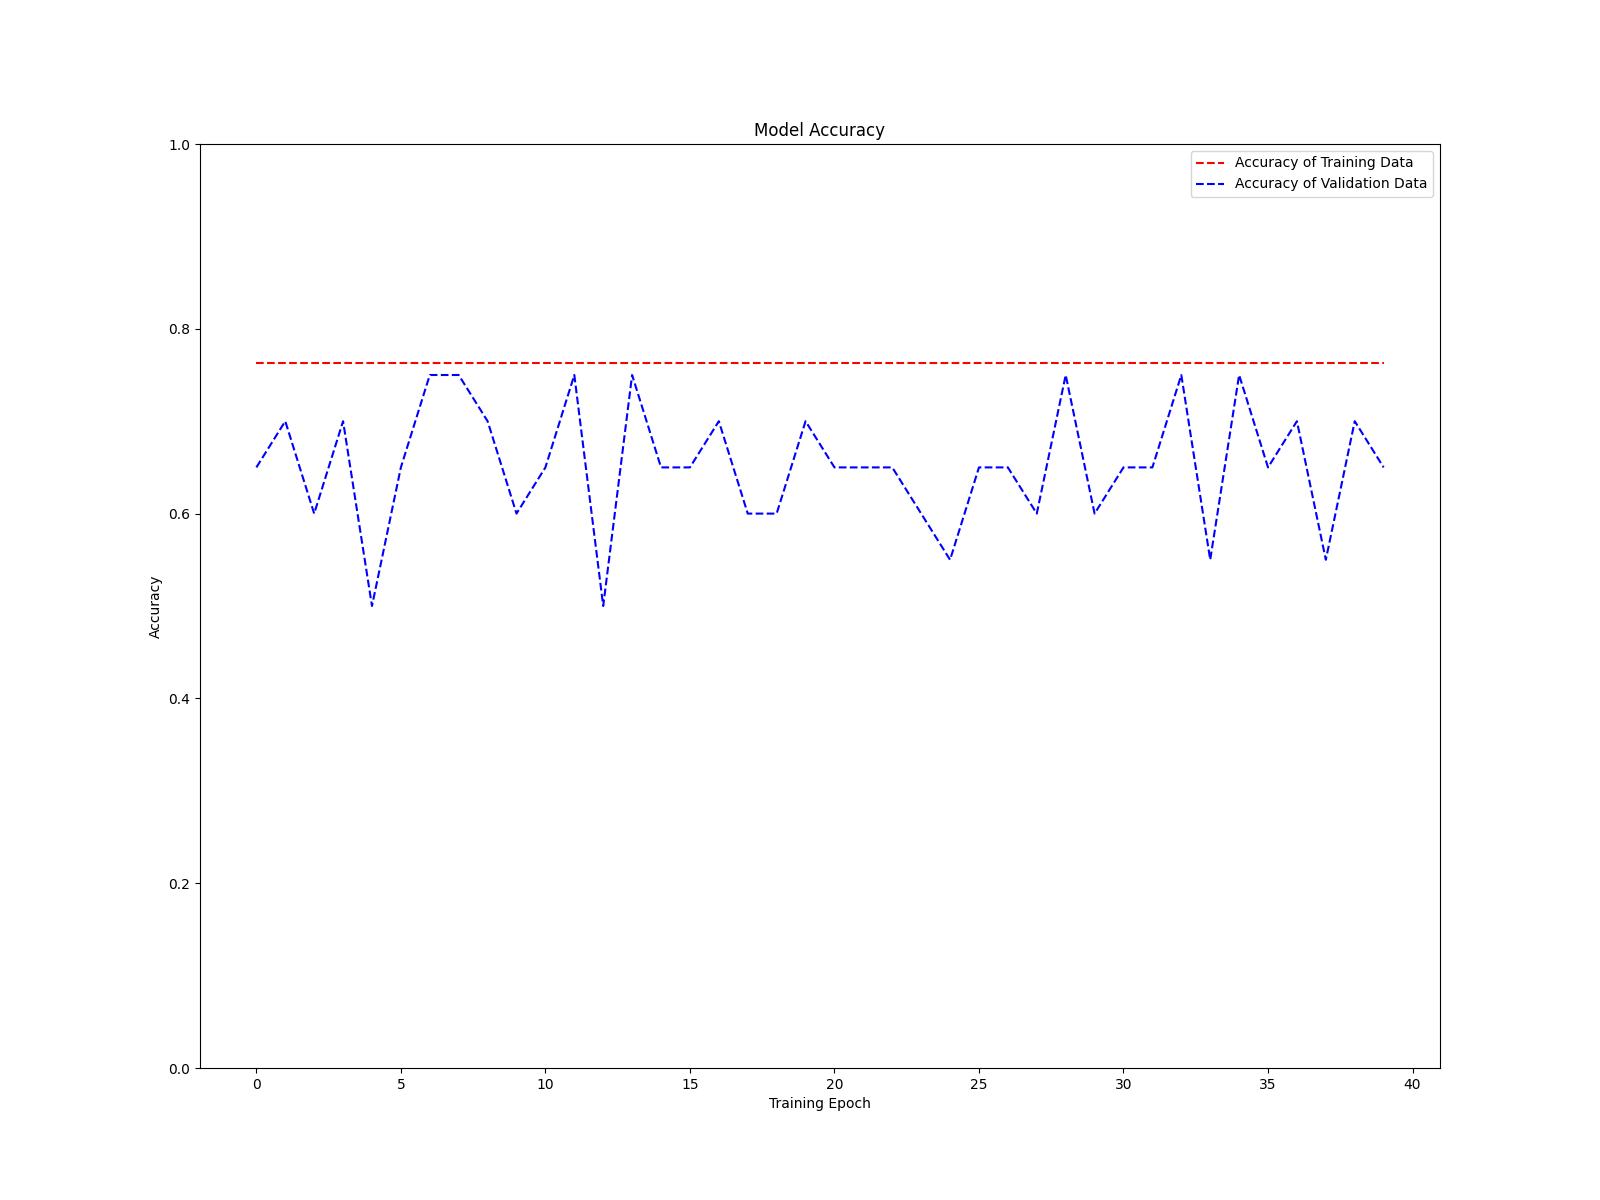 Model Accuracy
Accuracy of Training Data
Accuracy of Validation Data
1.0
0.8
0.6
0.4
0.2
0.0
Accuracy
0 5 10 15 20 25 30 35 40
Training Epoch